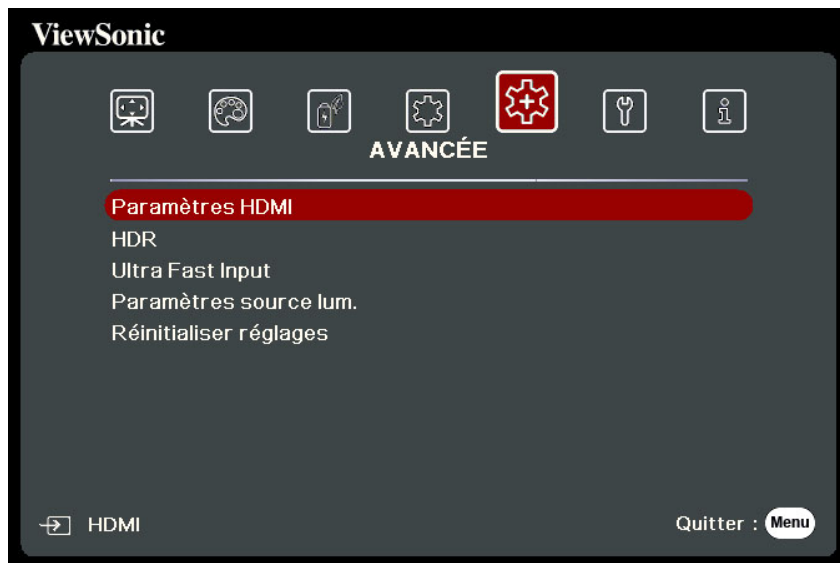 ViewSonic
AVANCÉE
Paramètres HDMI
HDR
Ultra Fast Input
Paramètres source lum.
Réinitialiser réglages
HDMI
Quitter : Menu